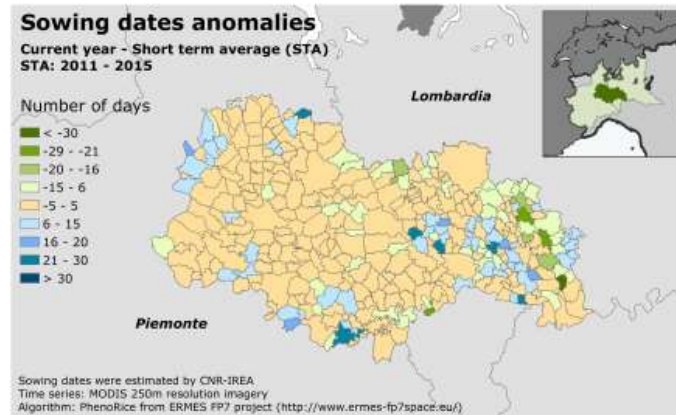 Sowing dates anomalies
Current year - Short term average (STA)
STA: 2011 - 2015
Number of days
< -30
-29 - -21
-20 - -16
-15 - 6
-5 - 5
6 - 15
16 - 20
21 - 30
> 30
Lombardia
Piemonte
Sowing dates were estimated by CNR-IREA
Time series: MODIS 250m resolution imagery
Algorithm: PhenoRice from ERMES FP7 project (http://www.ermes-fp7space.eu/)